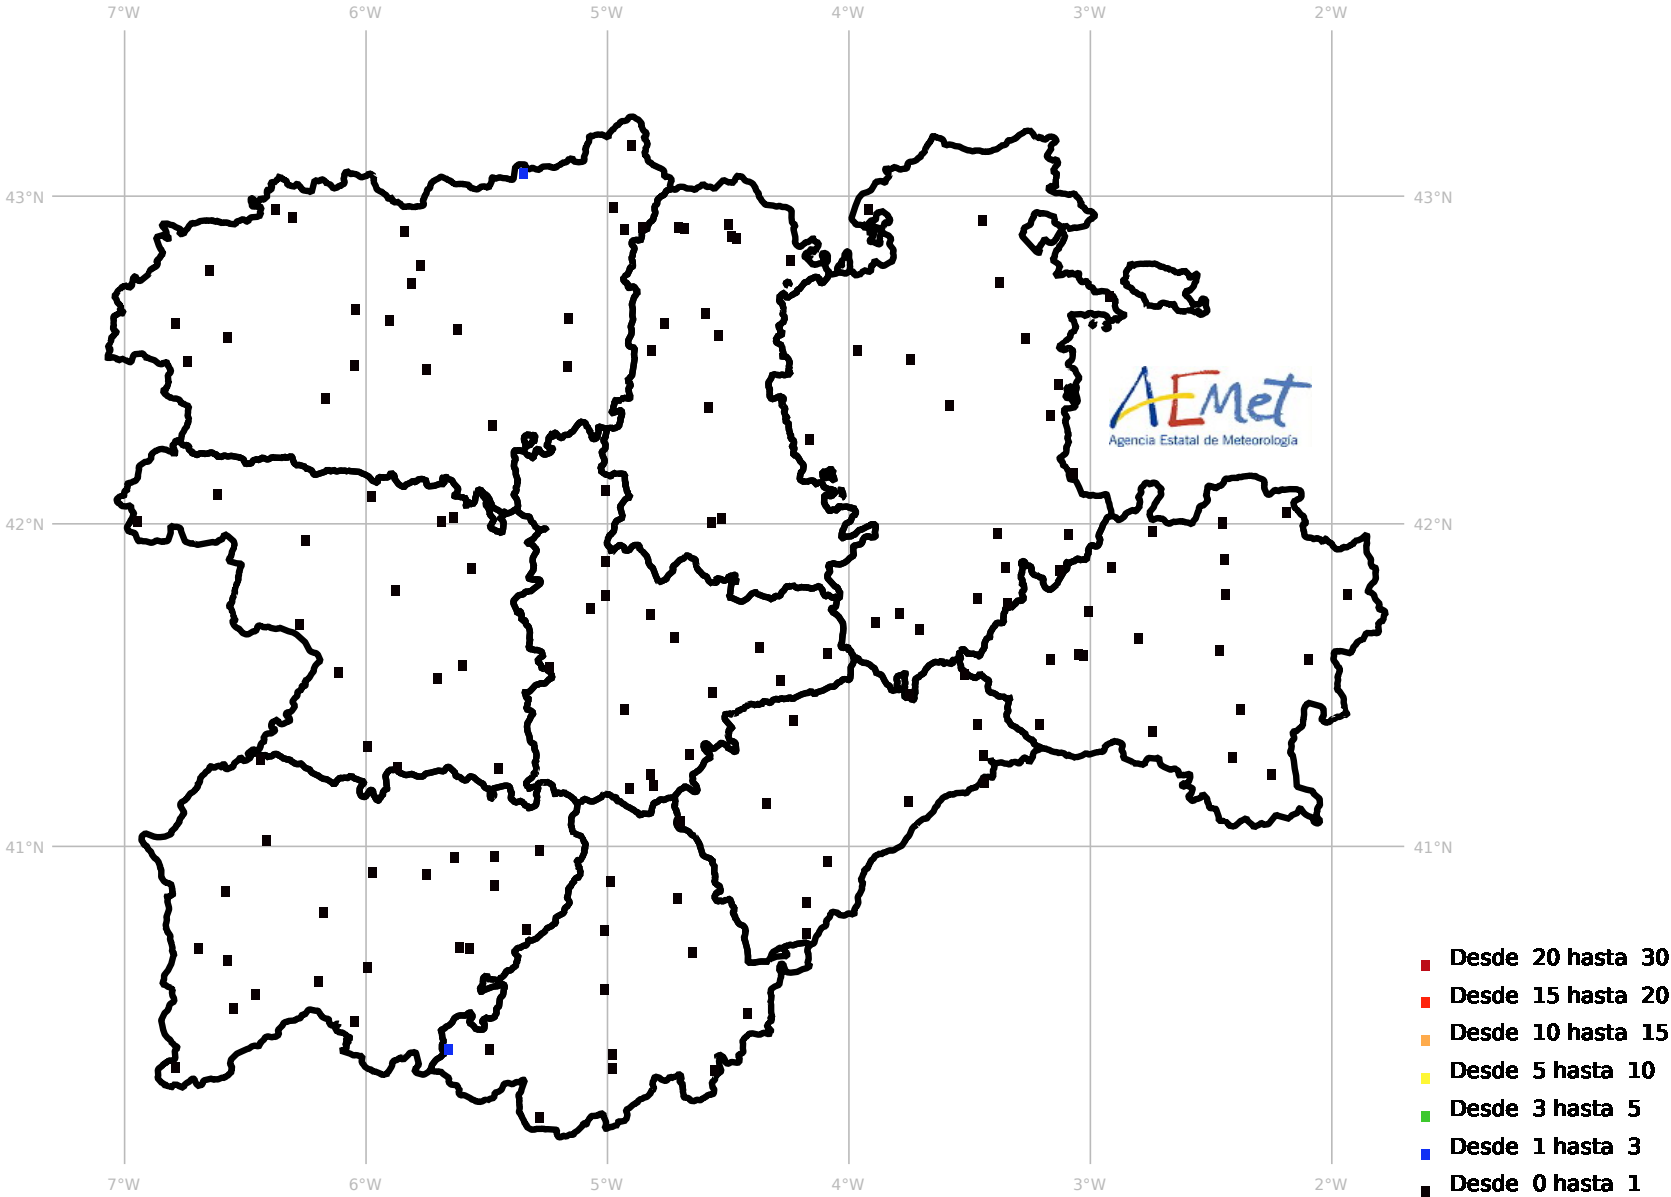 7°W 6°W 5°W 4°W 3°W 2°W
43°N 43°N
AEMet
Agencia Estatal de Meteorología
42°N 42°N
41°N 41°N
Desde 20 hasta 30
Desde 15 hasta 20
Desde 10 hasta 15
Desde 5 hasta 10
Desde 3 hasta 5
Desde 1 hasta 3
Desde 0 hasta 1
7°W 6°W 5°W 4°W 3°W 2°W